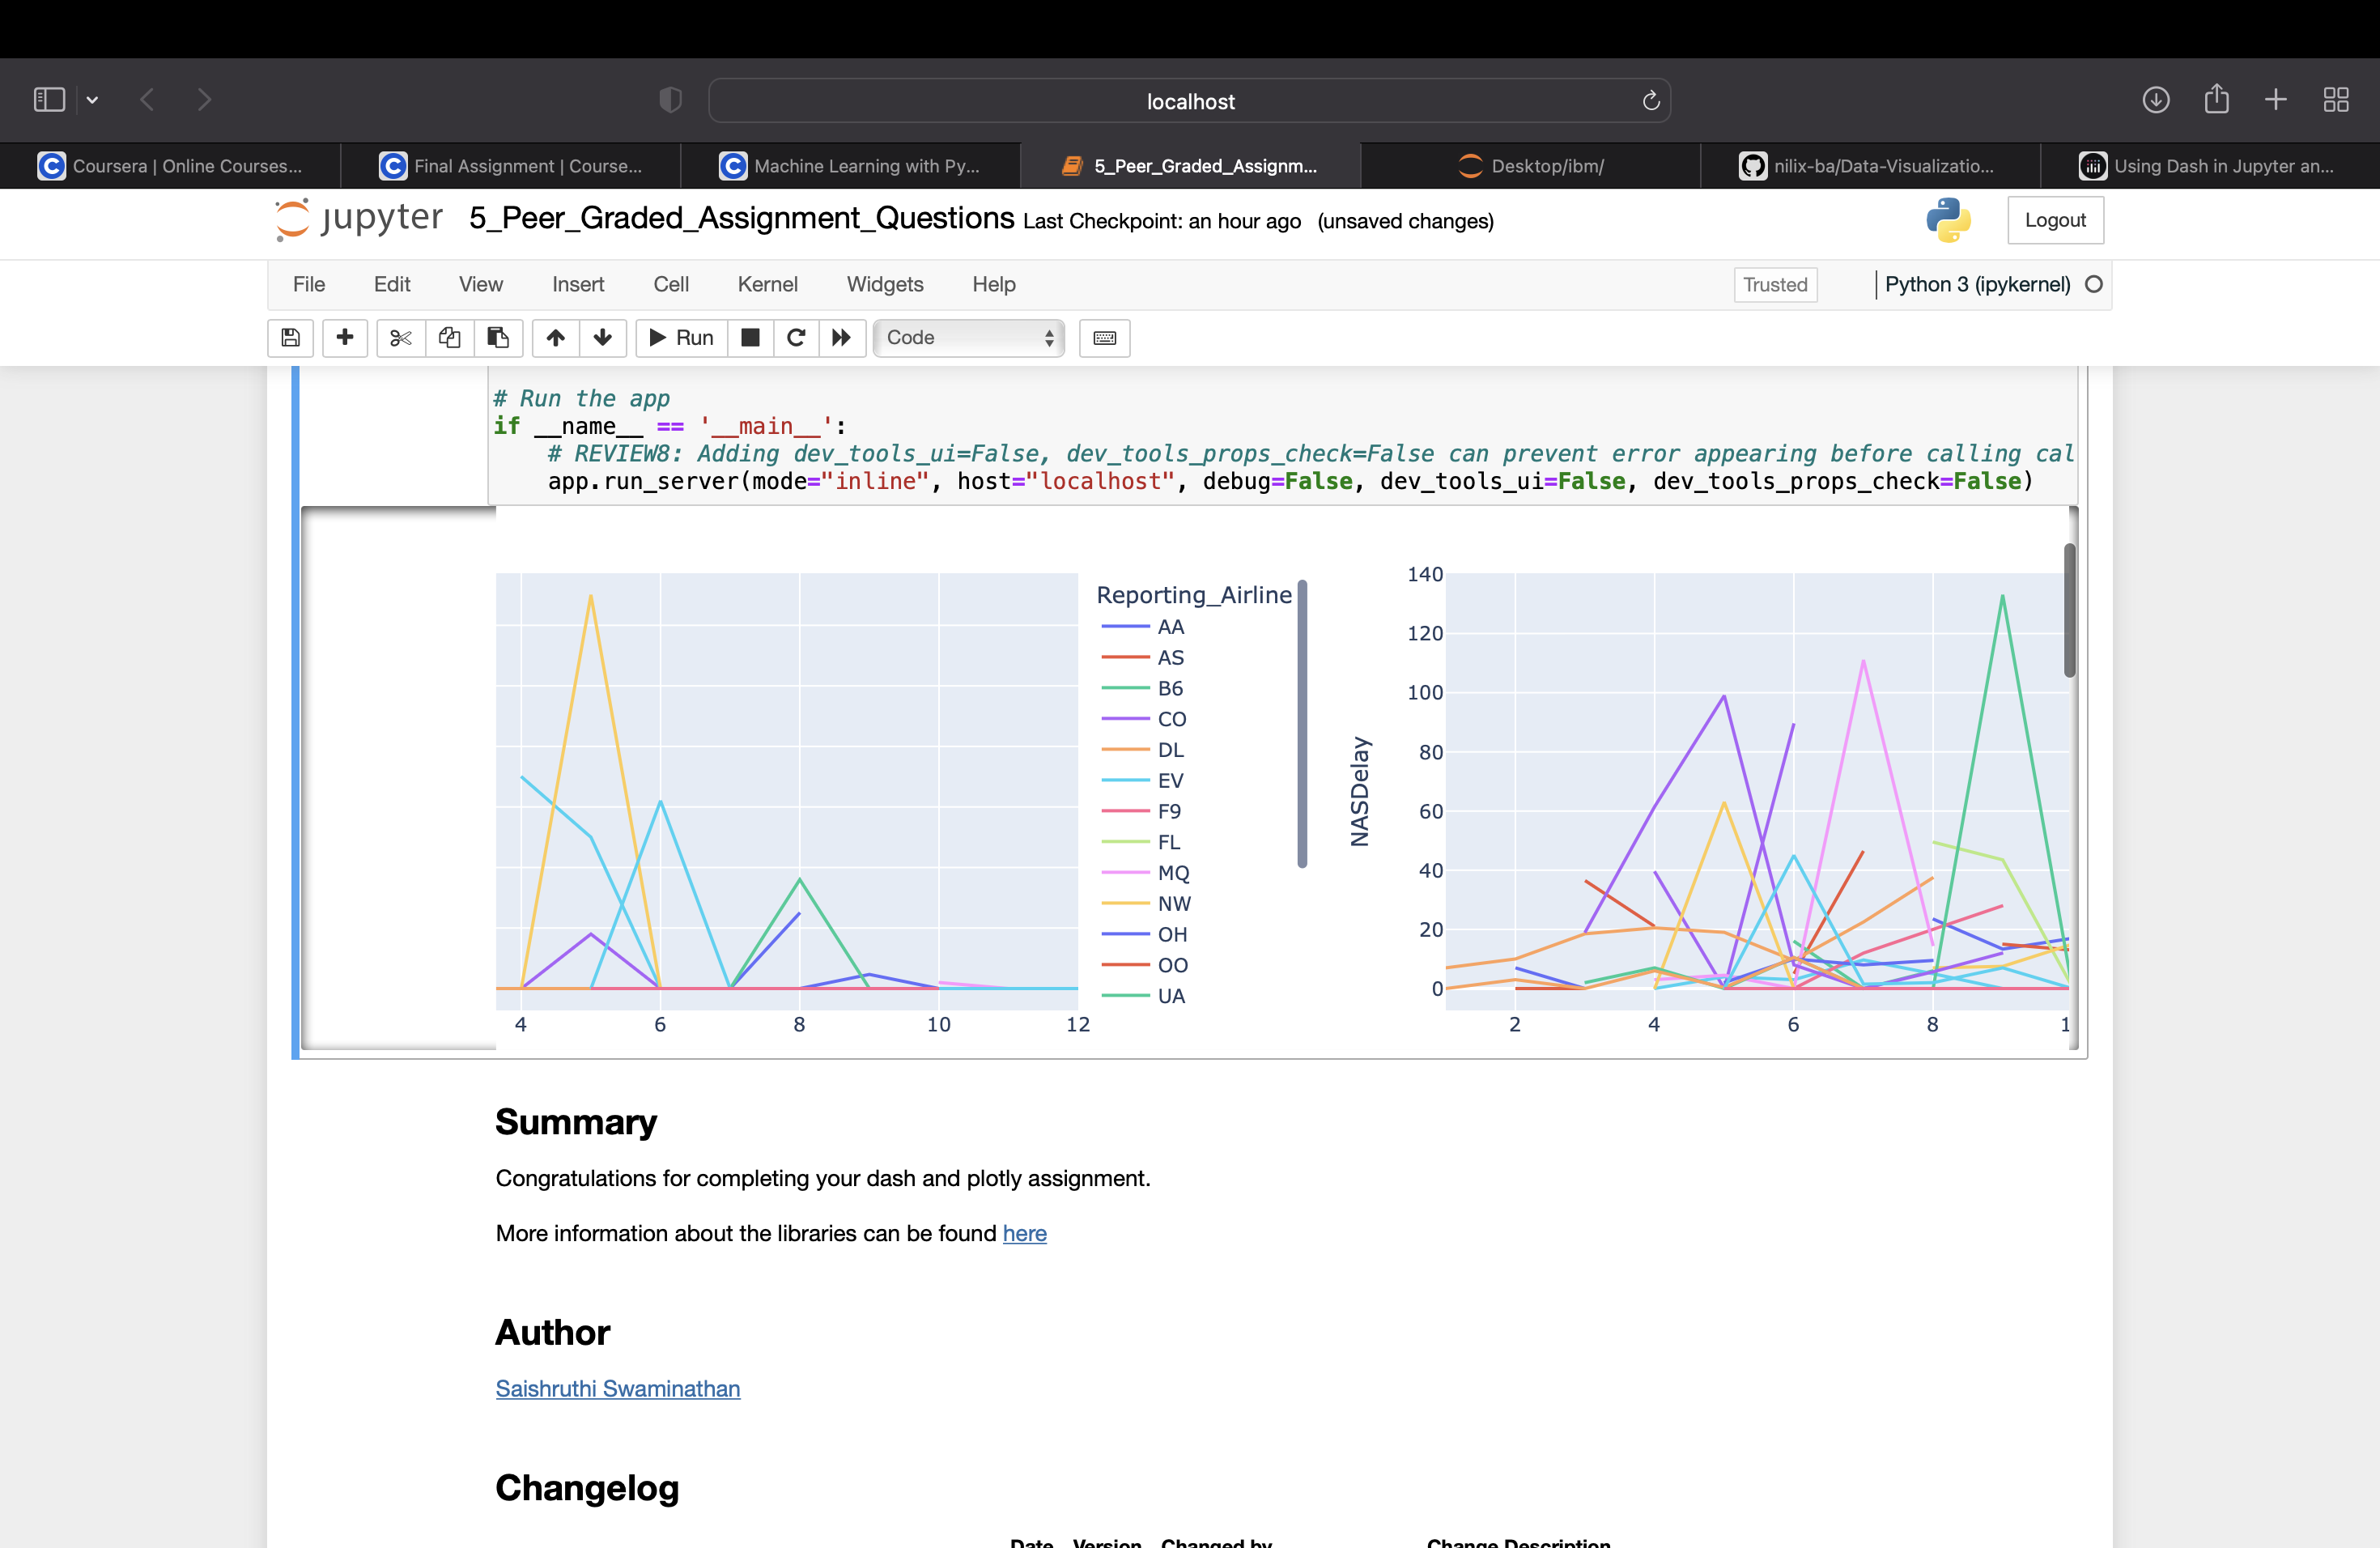 localhost
Coursera | Online Courses...
Final Assignment | Course...
Machine Learning with Py...
5_Peer_Graded_Assignm...
Desktop/ibm/
nilix-ba/Data-Visualizatio...
Using Dash in Jupyter an...
jupyter 5_Peer_Graded_Assignment_Questions Last Checkpoint: an hour ago (unsaved changes)
Logout
File Edit View Insert Cell Kernel Widgets Help
Trusted
Python 3 (ipykernel)
Run
Code
# Run the app
if __name__ == '__main__':
# REVIEW8: Adding dev_tools_ui=False, dev_tools_props_check=False can prevent error appearing before calling cal
app.run_server(mode="inline", host="localhost", debug=False, dev_tools_ui=False, dev_tools_props_check=False)
4 6 8 10 12
Reporting_Airline
AA
AS
B6
CO
DL
EV
F9
FL
MQ
NW
OH
OO
UA
NASDelay
140
120
100
80
60
40
20
0
2 4 6 8 1
Summary
Congratulations for completing your dash and plotly assignment.
More information about the libraries can be found here
Author
Saishruthi Swaminathan
Changelog
Date Version Changed by Change Description